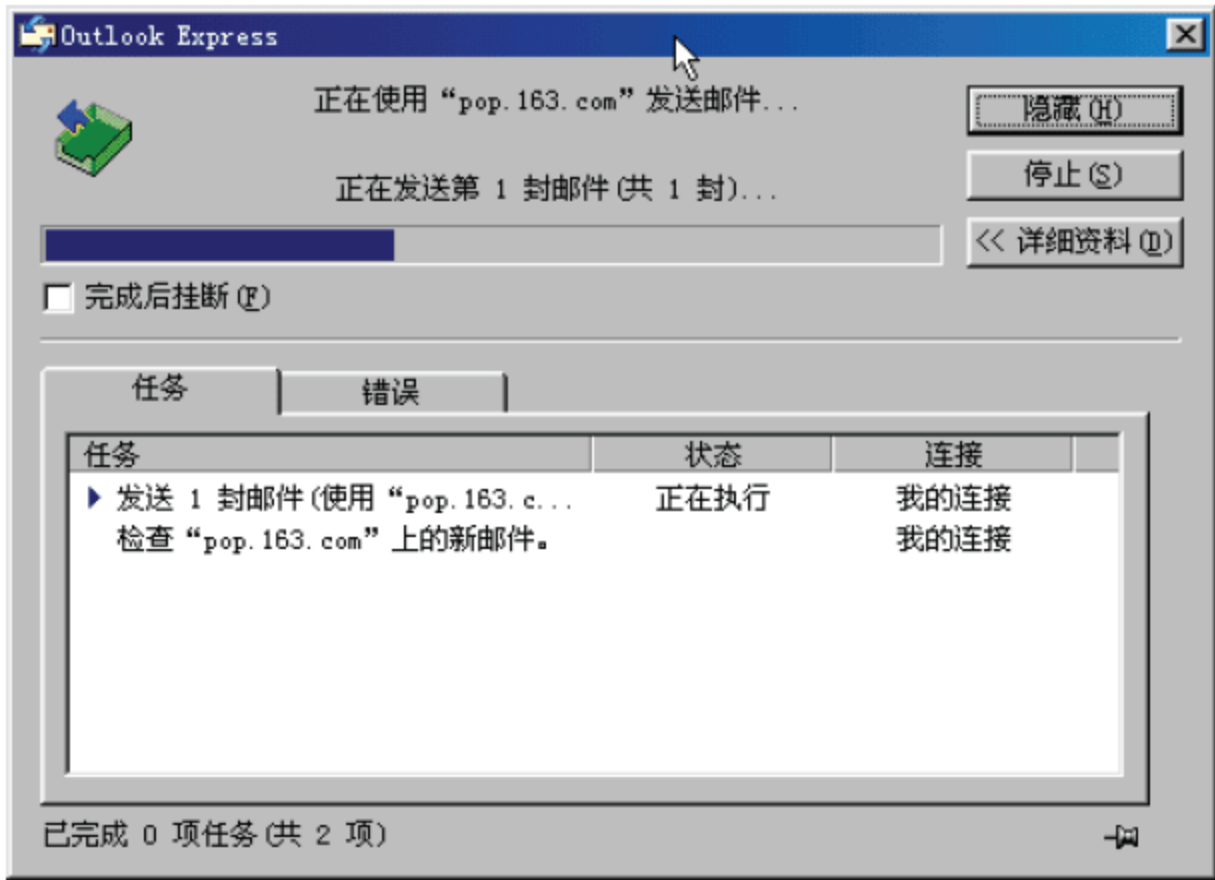 Outlook Express
正在使用“pop.163.com”发送邮件...
隐藏(H)
正在发送第 1 封邮件(共 1 封)...
停止(S)
<< 详细资料(D)
完成后挂断(F)
任务 错误
任务 状态 连接
发送 1 封邮件(使用“pop.163.c... 正在执行 我的连接
检查“pop.163.com”上的新邮件。 我的连接
已完成 0 项任务(共 2 项)